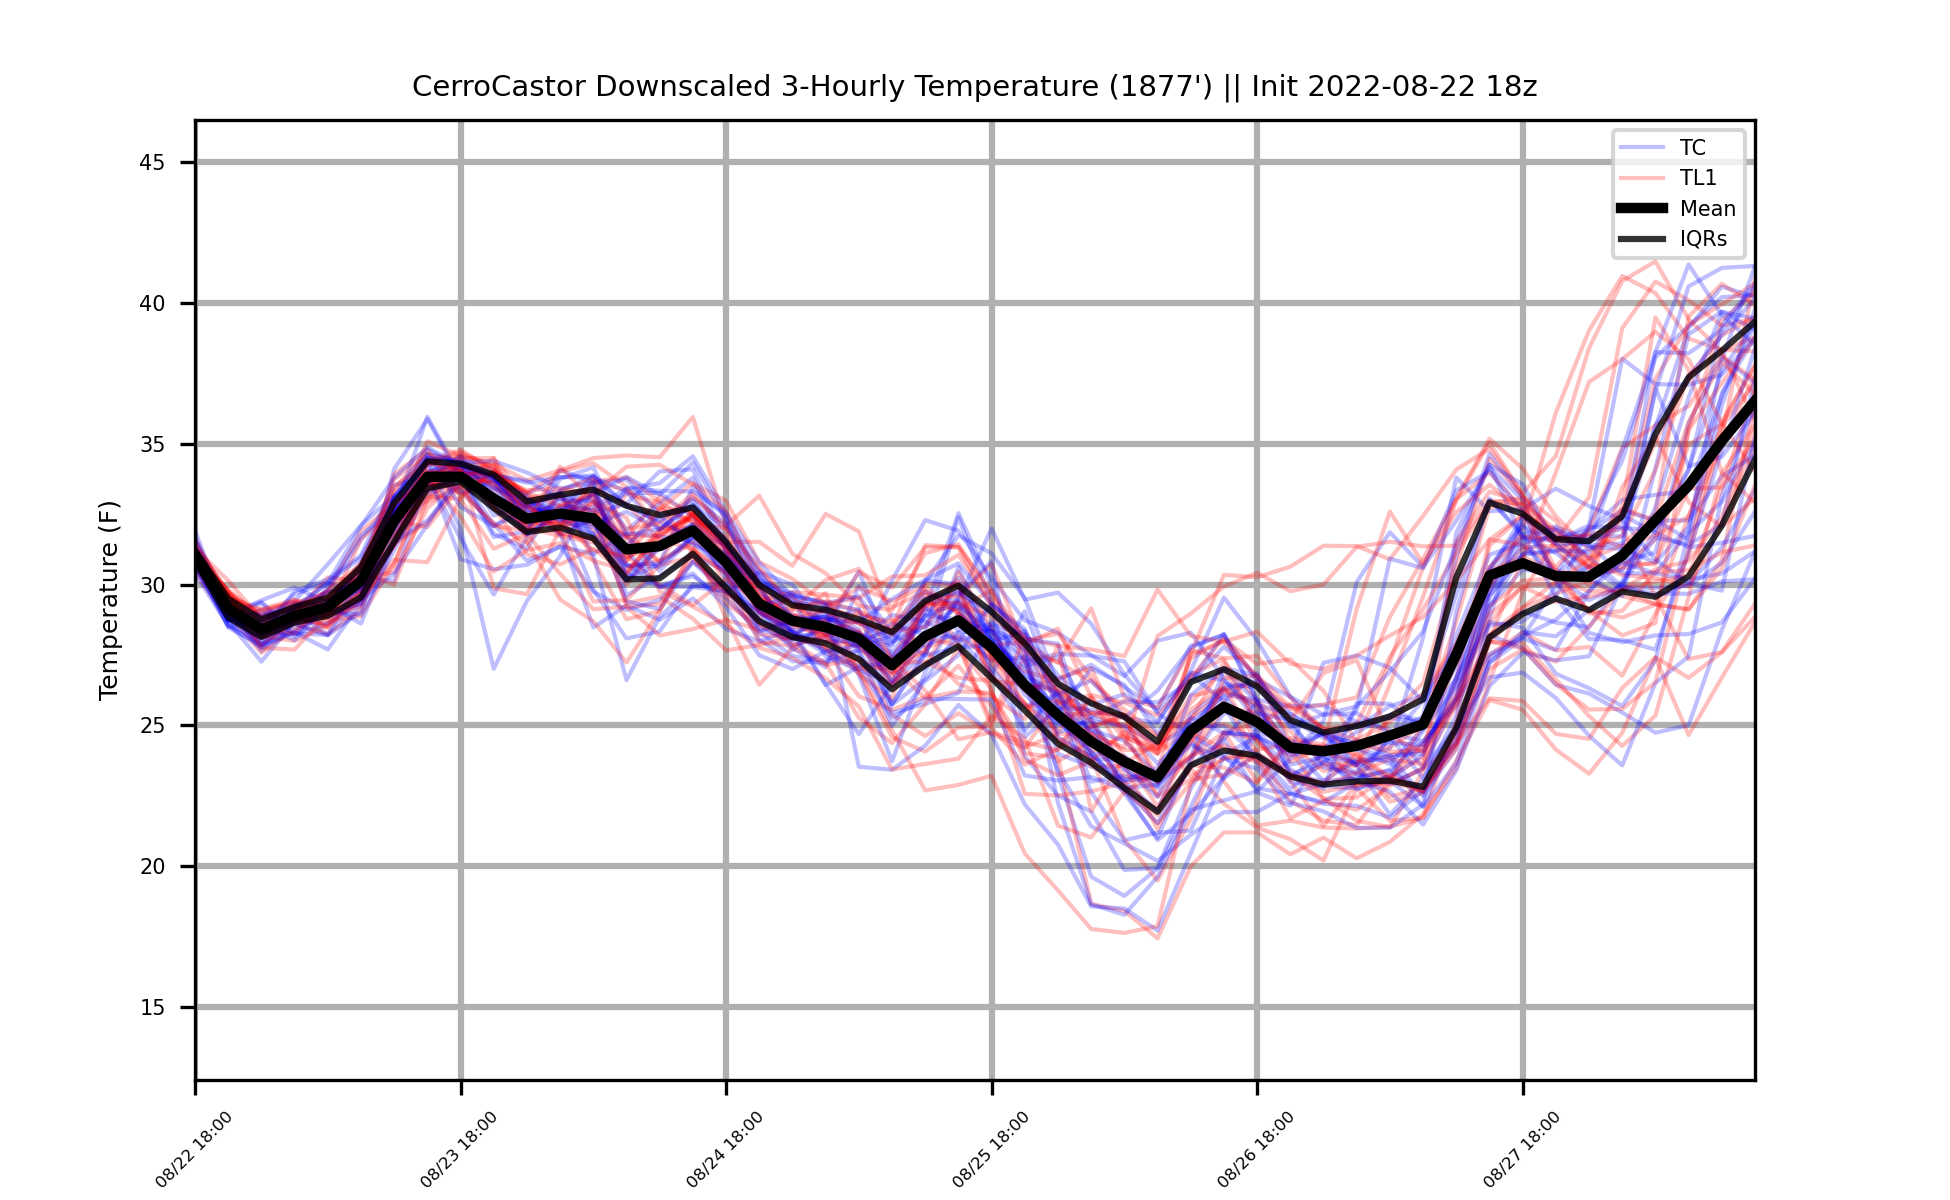 CerroCastor Downscaled 3-Hourly Temperature (1877') || Init 2022-08-22 18z
TC
TL1
Mean
IQRs
Temperature (F)
45
40
35
30
25
20
15
08/22 18:00
08/23 18:00
08/24 18:00
08/25 18:00
08/26 18:00
08/27 18:00